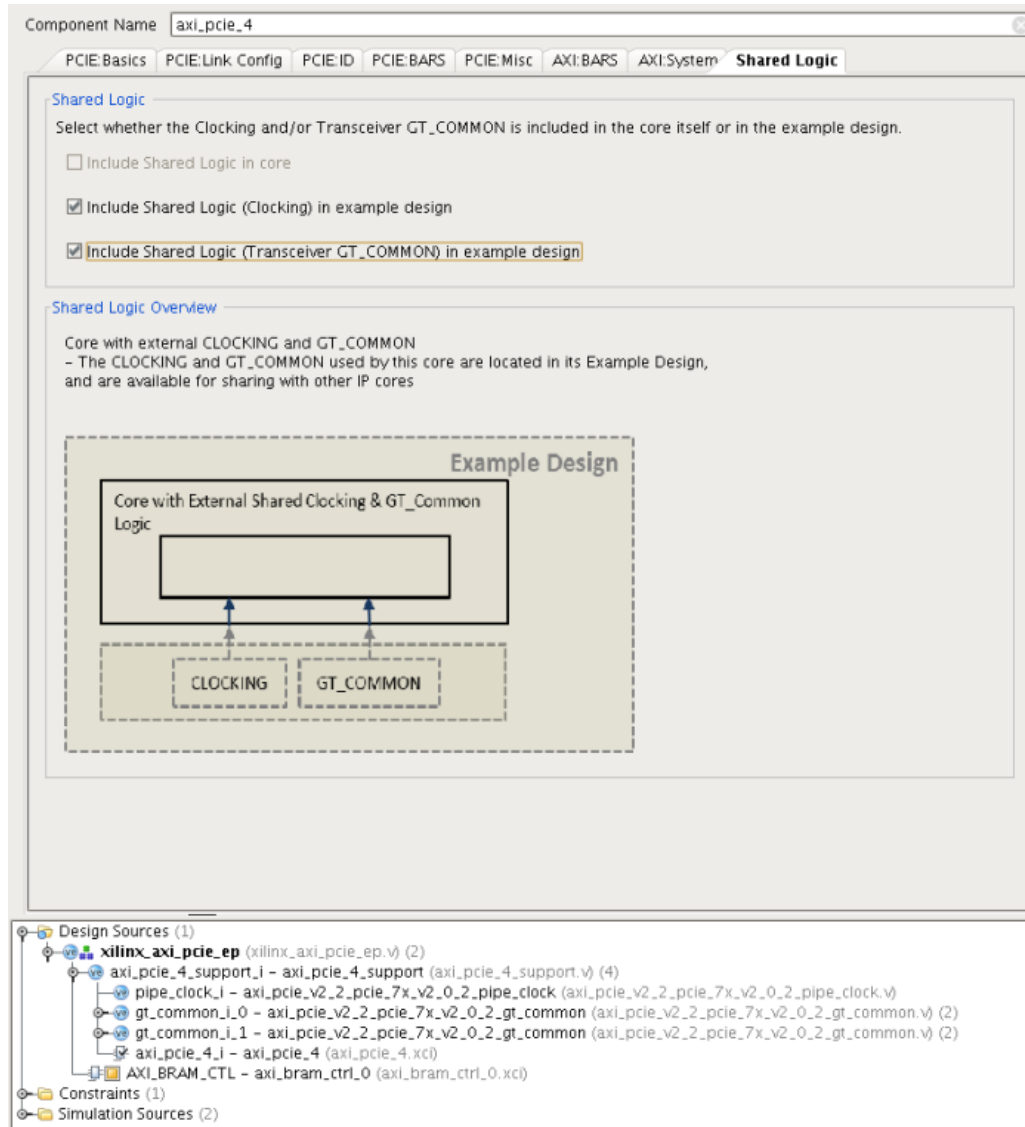 Component Name axi_pcie_4
PCIE:Basics PCIE:Link Config PCIE:ID PCIE:BARS PCIE:Misc AXI:BARS AXI:System Shared Logic
Shared Logic
Select whether the Clocking and/or Transceiver GT_COMMON is included in the core itself or in the example design.
Include Shared Logic in core
Include Shared Logic (Clocking) in example design
Include Shared Logic (Transceiver GT_COMMON) in example design
Shared Logic Overview
Core with external CLOCKING and GT_COMMON
– The CLOCKING and GT_COMMON used by this core are located in its Example Design,
and are available for sharing with other IP cores
Example Design
Core with External Shared Clocking & GT_Common
Logic
CLOCKING GT_COMMON
Design Sources (1)
xilinx_axi_pcie_ep (xilinx_axi_pcie_ep.v) (2)
axi_pcie_4_support_i – axi_pcie_4_support (axi_pcie_4_support.v) (4)
pipe_clock_i – axi_pcie_v2_2_pcie_7x_v2_0_2_pipe_clock (axi_pcie_v2_2_pcie_7x_v2_0_2_pipe_clock.v)
gt_common_i_0 – axi_pcie_v2_2_pcie_7x_v2_0_2_gt_common (axi_pcie_v2_2_pcie_7x_v2_0_2_gt_common.v) (2)
gt_common_i_1 – axi_pcie_v2_2_pcie_7x_v2_0_2_gt_common (axi_pcie_v2_2_pcie_7x_v2_0_2_gt_common.v) (2)
axi_pcie_4_i – axi_pcie_4 (axi_pcie_4.xci)
AXI_BRAM_CTL – axi_bram_ctrl_0 (axi_bram_ctrl_0.xci)
Constraints (1)
Simulation Sources (2)